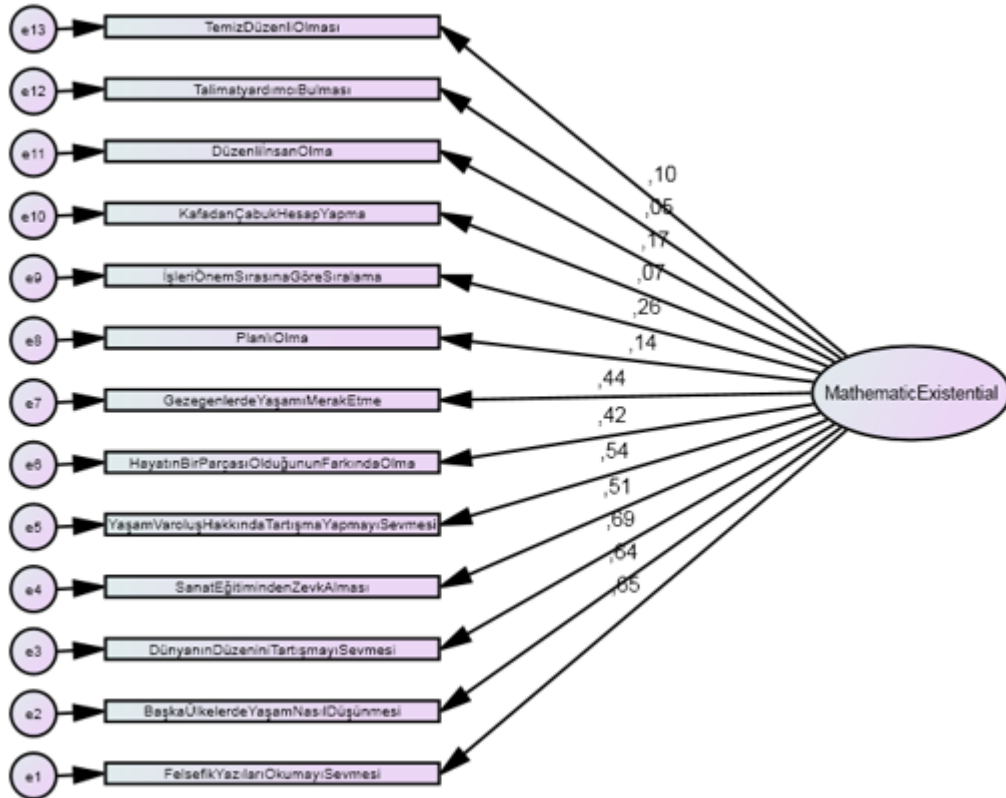 e13 TemizDüzenliOlması
e12 TalimatyardımcıBulması
e11 DüzenliİnsanOlma
,10
,05
e10 KafadanÇabukHesapYapma
,17
,07
e9 İşleriÖnemSırasınaGöreSıralama
,26
e8 PlanlıOlma
,14
,44
MathematicExistential
e7 GezegenlerdeYaşamıMerakEtme
,42
e6 HayatınBirParçasıOlduğununFarkındaOlma
,54
,51
e5 YaşamVaroluşHakkındaTartışmaYapmayıSevmesi
,69
,64
e4 SanatEğitimindenZevkAlması
,65
e3 DünyanınDüzeniniTartışmayıSevmesi
e2 BaşkaÜlkelerdeYaşamNasılDüşünmesi
e1 FelsefikYazılarıOkumayıSevmesi